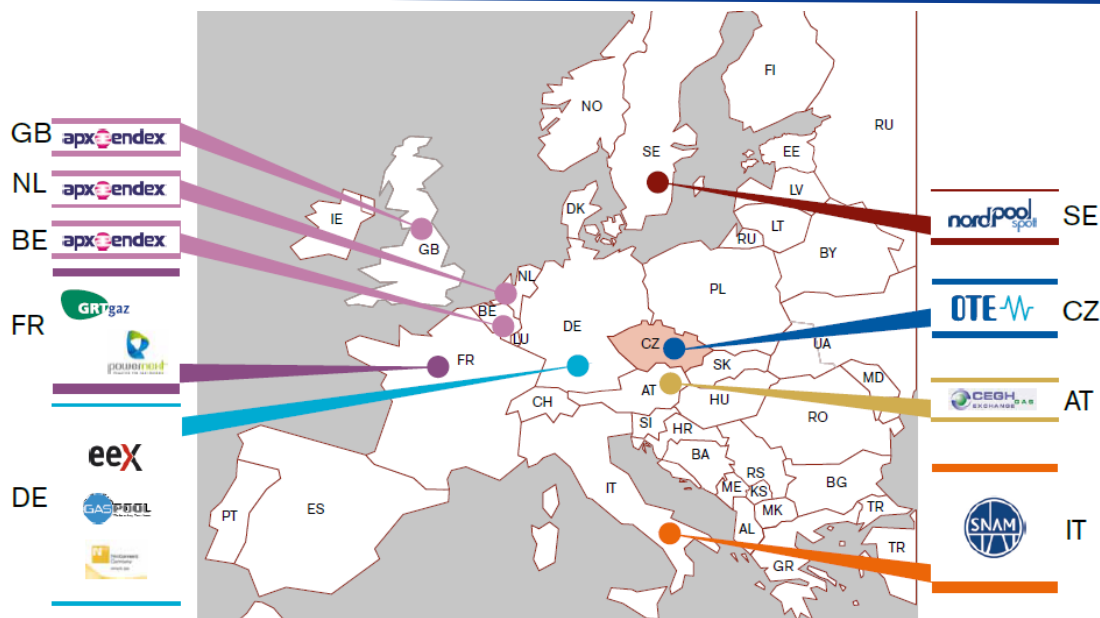 GB
apx endex
NL
apx endex
BE
apx endex
FR
GRTgaz
powernext
DE
eex
GASPOOL
SE
nord pool
spot
CZ
OTE
AT
CEGH
EXCHANGE GAS
IT
SNAM
FI
NO
RU
SE
EE
LV
DK
LT
IE
RU
GB
BY
NL
PL
BE
DE
LU
CZ
UA
FR
SK
MD
AT
HU
CH
RO
SI
HR
BA
RS
IT
ME
KS
BG
MK
TR
PT
ES
AL
TR
GR